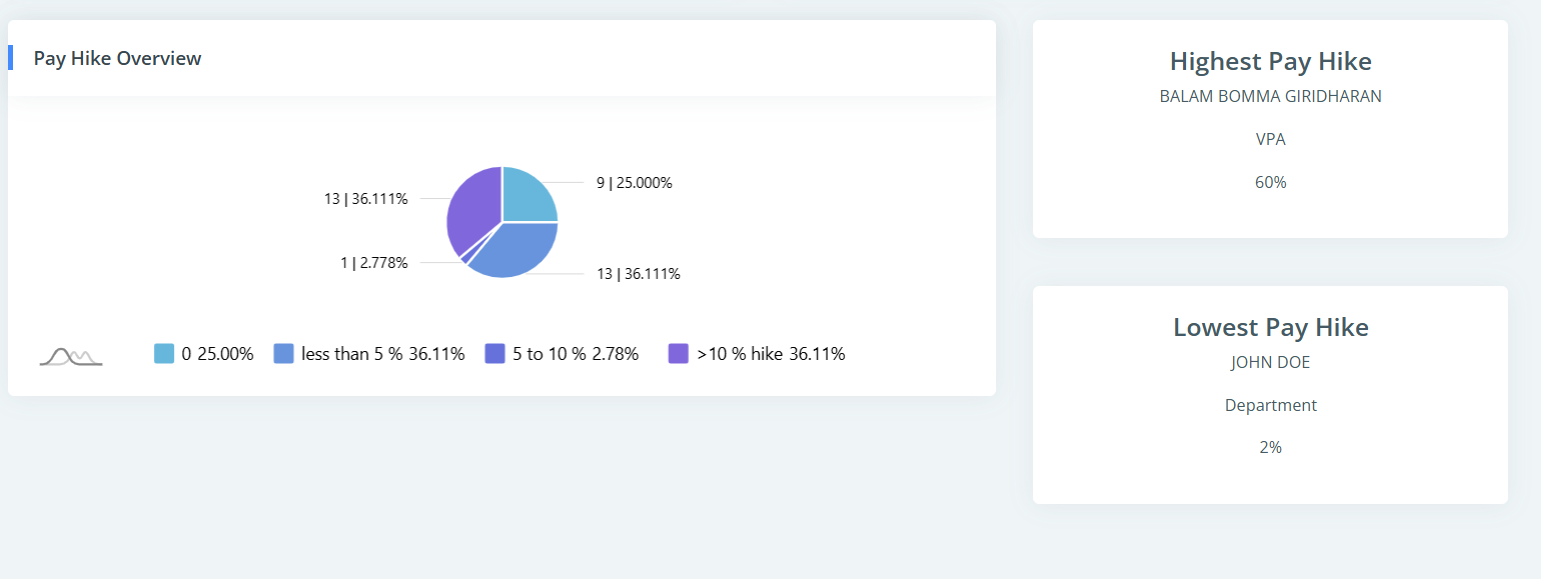 Pay Hike Overview
13 | 36.111%
9 | 25.000%
1 | 2.778%
13 | 36.111%
0 25.00% less than 5 % 36.11% 5 to 10 % 2.78% >10 % hike 36.11%
Highest Pay Hike
BALAM BOMMA GIRIDHARAN
VPA
60%
Lowest Pay Hike
JOHN DOE
Department
2%